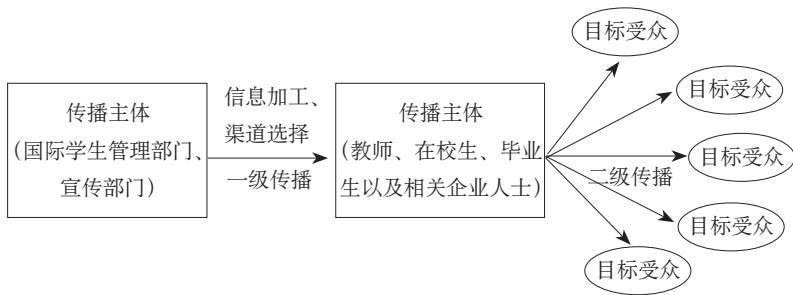 传播主体
(国际学生管理部门、
宣传部门)
信息加工、
渠道选择
一级传播
传播主体
(教师、在校生、毕业
生以及相关企业人士)
二级传播
目标受众
目标受众
目标受众
目标受众
目标受众